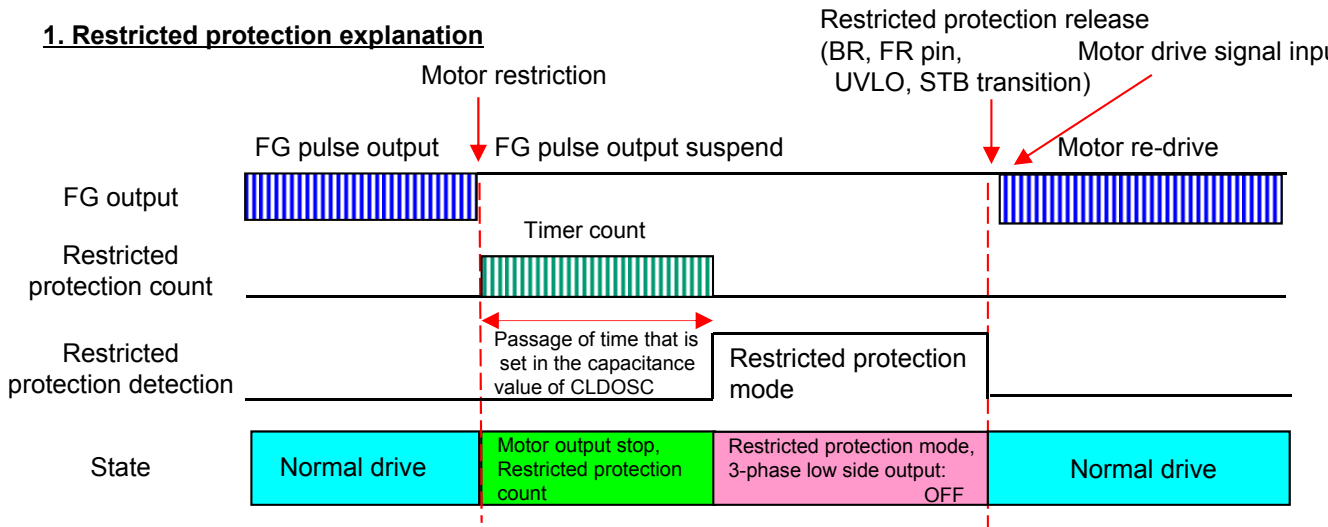 1. Restricted protection explanation
Restricted protection release
(BR, FR pin,
UVLO, STB transition)
Motor drive signal inpu
Motor restriction
FG pulse output
FG pulse output suspend
Motor re-drive
FG output
Timer count
Restricted
protection count
Passage of time that is
set in the capacitance
value of CLDOSC
Restricted
protection detection
Restricted protection
mode
State
Normal drive
Motor output stop,
Restricted protection
count
Restricted protection mode,
3-phase low side output:
OFF
Normal drive